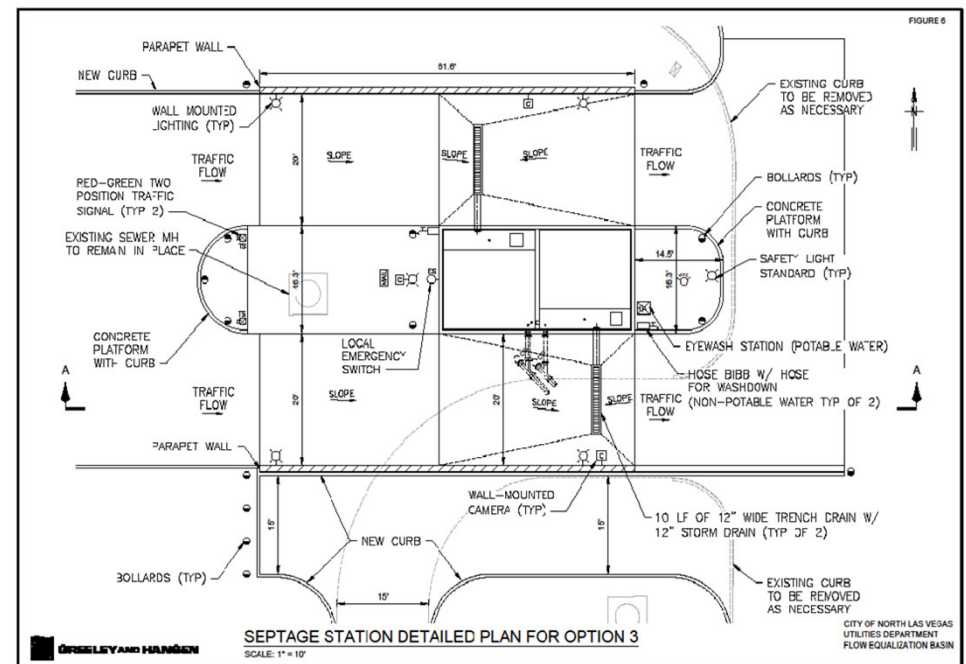 FIGURE 6
PARAPET WALL
NEW CURB
61.6'
EXISTING CURB
TO BE REMOVED
AS NECESSARY
WALL MOUNTED
LIGHTING (TYP)
C
TRAFFIC
FLOW
20'
SLOPE
SLOPE
SLOPE
TRAFFIC
FLOW
BOLLARDS (TYP)
RED-GREEN TWO
POSITION TRAFFIC
SIGNAL (TYP 2)
CONCRETE
PLATFORM
WITH CURB
EXISTING SEWER MH
TO REMAIN IN PLACE
TS
16.3'
C
14.5'
16.3'
SAFETY LIGHT
STANDARD (TYP)
TS
CONCRETE
PLATFORM
WITH CURB
LOCAL
EMERGENCY
SWITCH
EYEWASH STATION (POTABLE WATER)
HOSE BIBB W/ HOSE
FOR WASHDOWN
(NON-POTABLE WATER TYP OF 2)
A
A
TRAFFIC
FLOW
20'
SLOPE
20'
SLOPE
SLOPE
TRAFFIC
FLOW
PARAPET WALL
C
WALL-MOUNTED
CAMERA (TYP)
10 LF OF 12" WIDE TRENCH DRAIN W/
12" STORM DRAIN (TYP OF 2)
15'
15'
NEW CURB
BOLLARDS (TYP)
15'
EXISTING CURB
TO BE REMOVED
AS NECESSARY
GREELEY AND HANSEN
SEPTAGE STATION DETAILED PLAN FOR OPTION 3
SCALE: 1" = 10'
CITY OF NORTH LAS VEGAS
UTILITIES DEPARTMENT
FLOW EQUALIZATION BASIN